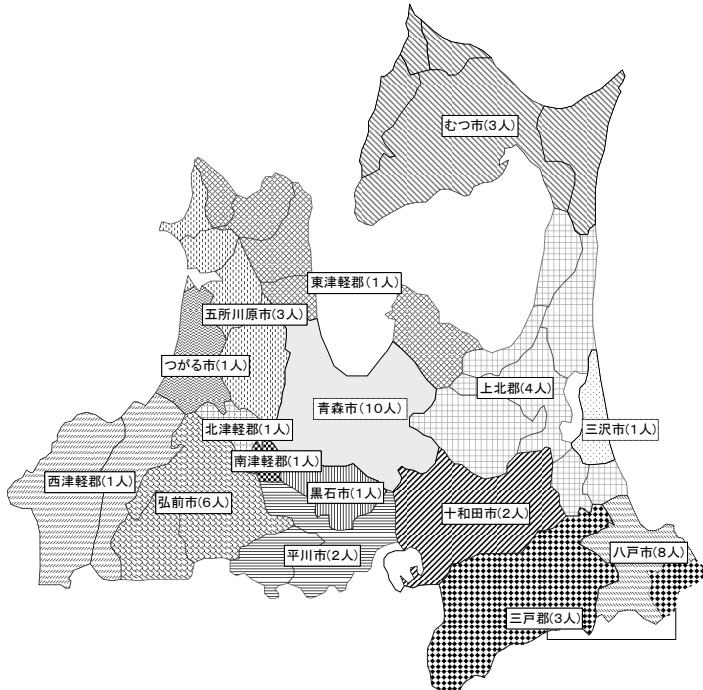 むつ市(3人)
東津軽郡(1人)
五所川原市(3人)
つがる市(1人)
上北郡(4人)
青森市(10人)
北津軽郡(1人)
三沢市(1人)
南津軽郡(1人)
西津軽郡(1人)
黒石市(1人)
弘前市(6人)
十和田市(2人)
平川市(2人)
八戸市(8人)
三戸郡(3人)